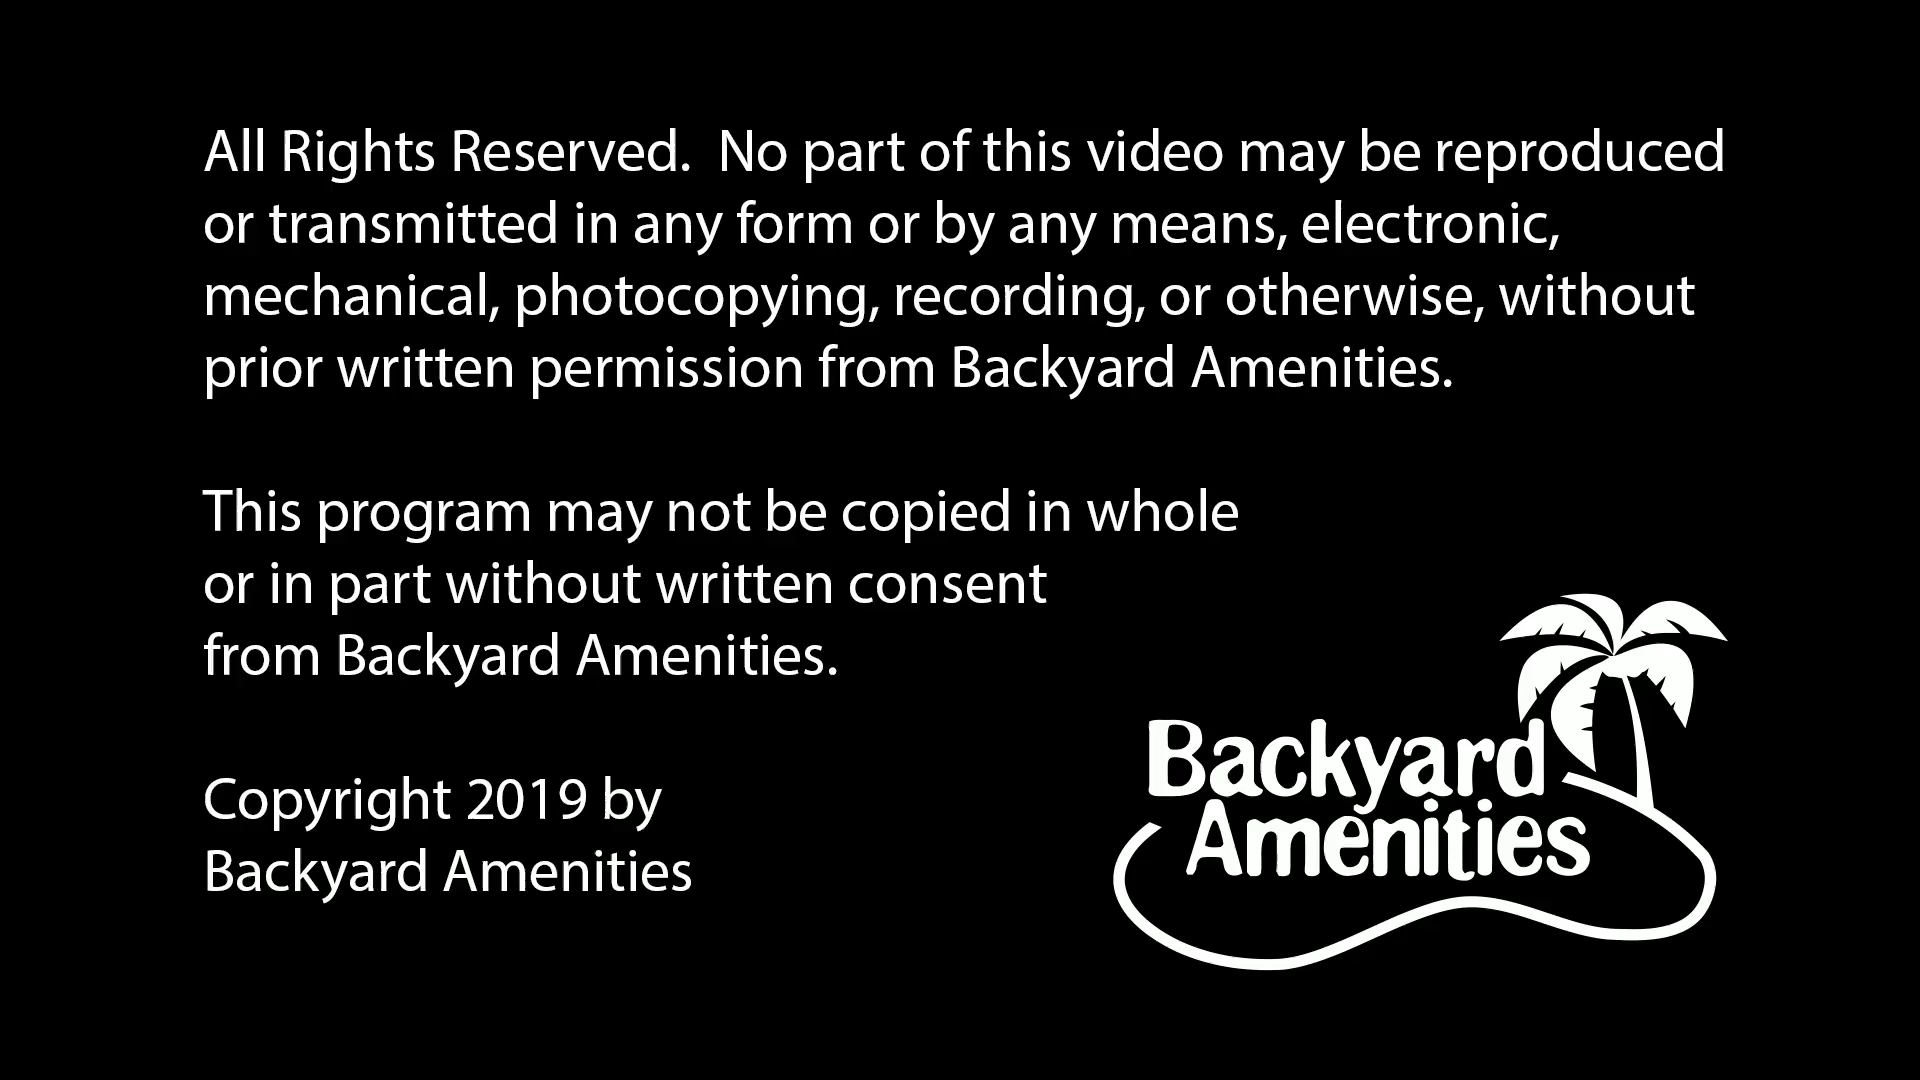 All Rights Reserved.  No part of this video may be reproduced
or transmitted in any form or by any means, electronic,
mechanical, photocopying, recording, or otherwise, without
prior written permission from Backyard Amenities.
This program may not be copied in whole
or in part without written consent
from Backyard Amenities.
Copyright 2019 by
Backyard Amenities
Backyard
Amenities